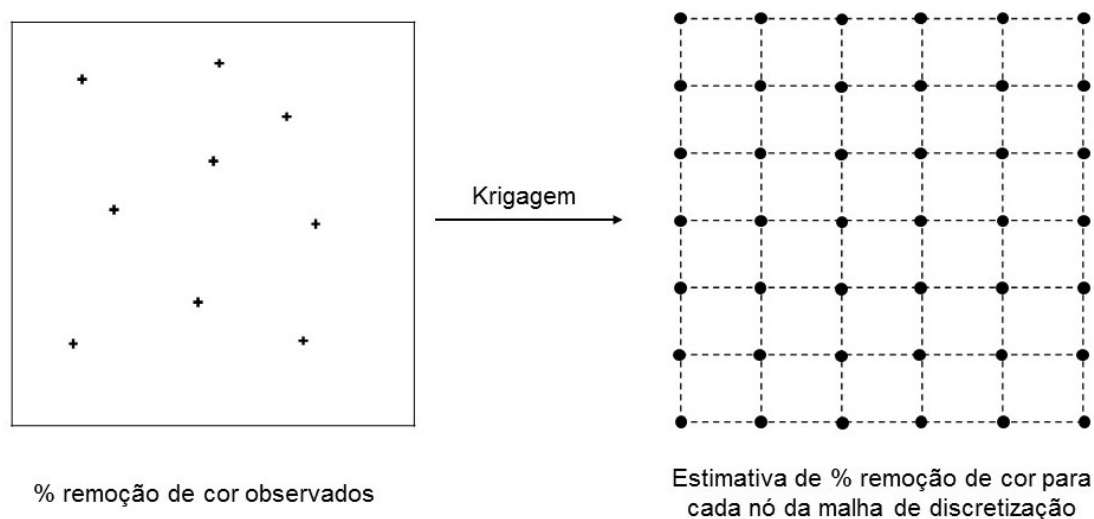 Krigagem
% remoção de cor observados
Estimativa de % remoção de cor para
cada nó da malha de discretização